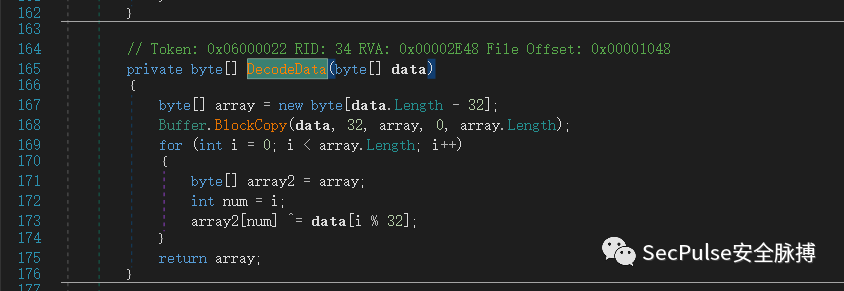 162 }
163
164 // Token: 0x06000022 RID: 34 RVA: 0x00002E48 File Offset: 0x00001048
165 private byte[] DecodeData(byte[] data)
166 {
167 byte[] array = new byte[data.Length - 32];
168 Buffer.BlockCopy(data, 32, array, 0, array.Length);
169 for (int i = 0; i < array.Length; i++)
170 {
171 byte[] array2 = array;
172 int num = i;
173 array2[num] ^= data[i % 32];
174 }
175 return array;
176 }
177
SecPulse安全脉搏